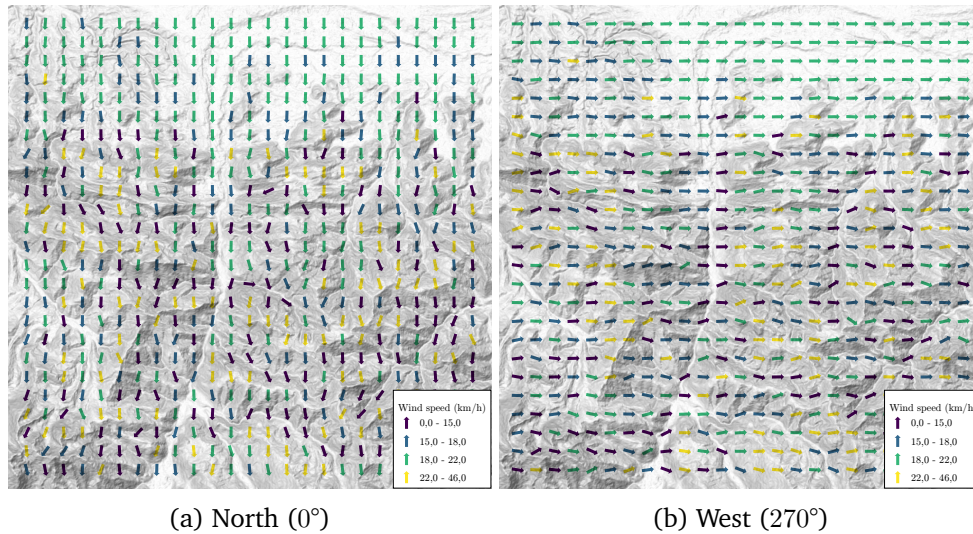 Wind speed (km/h)
0,0 - 15,0
15,0 - 18,0
18,0 - 22,0
22,0 - 46,0
Wind speed (km/h)
0,0 - 15,0
15,0 - 18,0
18,0 - 22,0
22,0 - 46,0
(a) North (0°)
(b) West (270°)